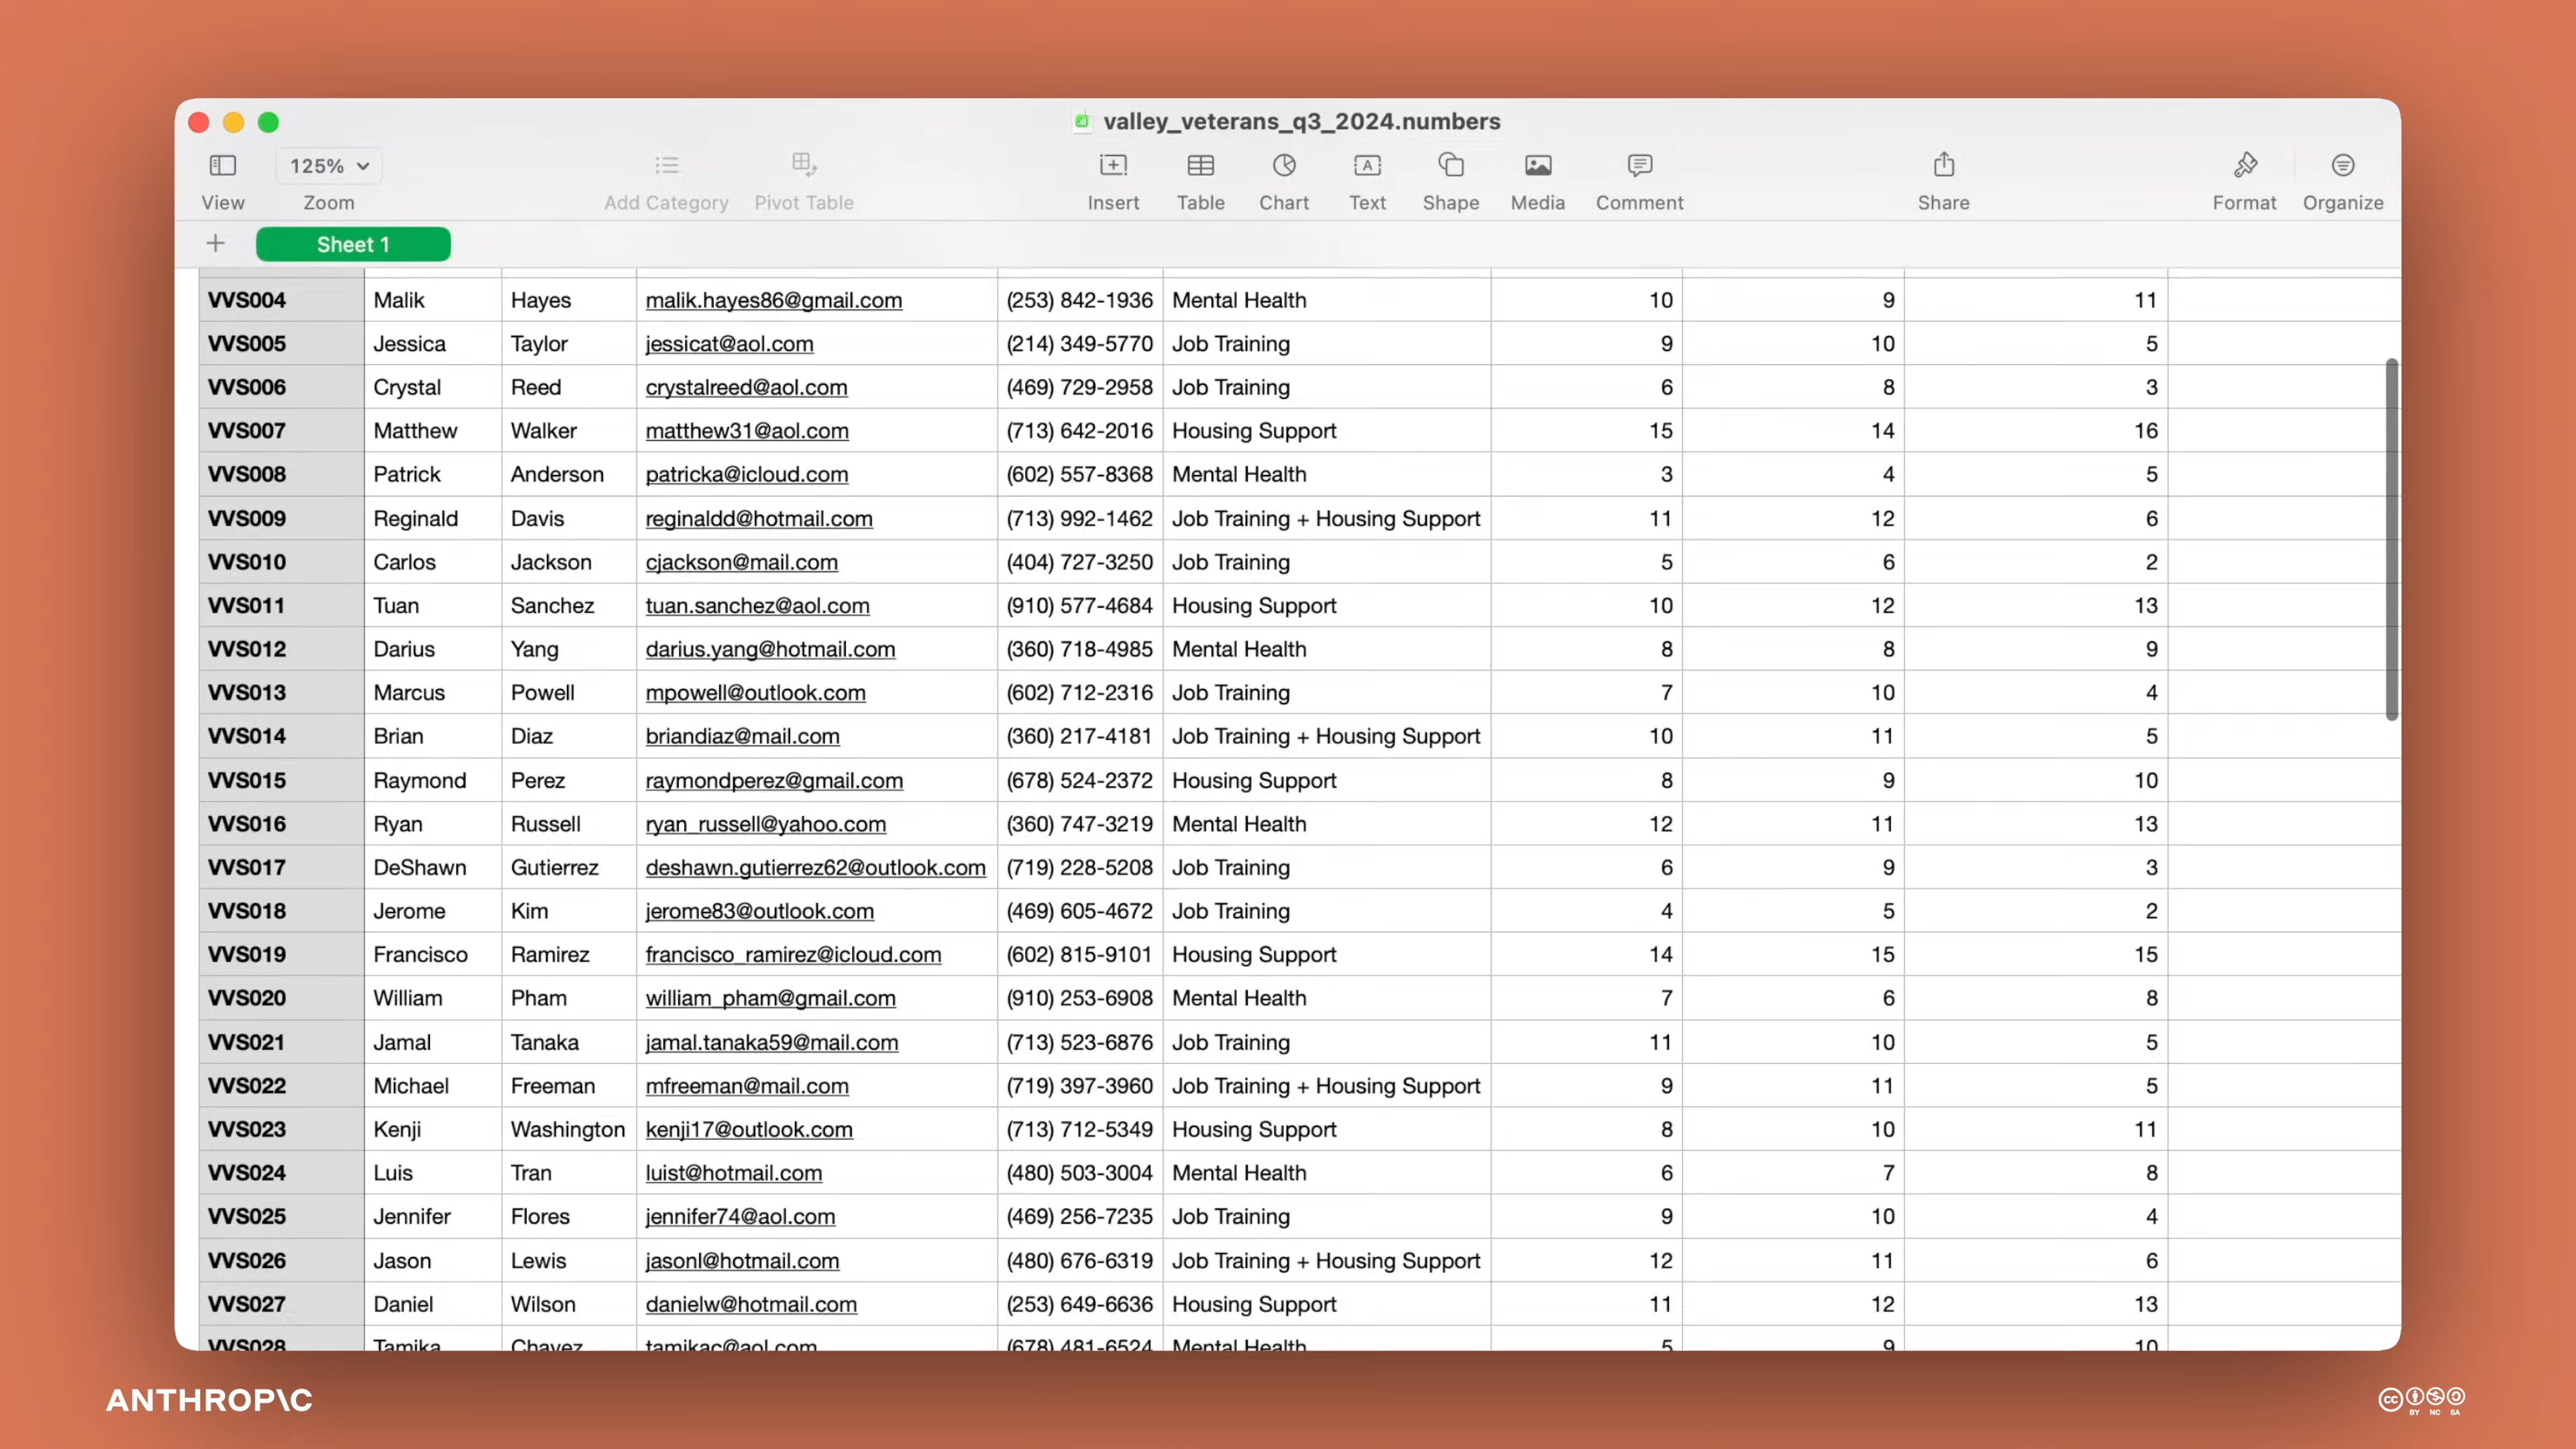 valley_veterans_q3_2024.numbers
125%
View Zoom Add Category Pivot Table Insert Table Chart Text Shape Media Comment Share Format Organize
Sheet 1
VVS004 Malik Hayes malik.hayes86@gmail.com (253) 842-1936 Mental Health 10 9 11
VVS005 Jessica Taylor jessicat@aol.com (214) 349-5770 Job Training 9 10 5
VVS006 Crystal Reed crystalreed@aol.com (469) 729-2958 Job Training 6 8 3
VVS007 Matthew Walker matthew31@aol.com (713) 642-2016 Housing Support 15 14 16
VVS008 Patrick Anderson patricka@icloud.com (602) 557-8368 Mental Health 3 4 5
VVS009 Reginald Davis reginaldd@hotmail.com (713) 992-1462 Job Training + Housing Support 11 12 6
VVS010 Carlos Jackson cjackson@mail.com (404) 727-3250 Job Training 5 6 2
VVS011 Tuan Sanchez tuan.sanchez@aol.com (910) 577-4684 Housing Support 10 12 13
VVS012 Darius Yang darius.yang@hotmail.com (360) 718-4985 Mental Health 8 8 9
VVS013 Marcus Powell mpowell@outlook.com (602) 712-2316 Job Training 7 10 4
VVS014 Brian Diaz briandiaz@mail.com (360) 217-4181 Job Training + Housing Support 10 11 5
VVS015 Raymond Perez raymondperez@gmail.com (678) 524-2372 Housing Support 8 9 10
VVS016 Ryan Russell ryan_russell@yahoo.com (360) 747-3219 Mental Health 12 11 13
VVS017 DeShawn Gutierrez deshawn.gutierrez62@outlook.com (719) 228-5208 Job Training 6 9 3
VVS018 Jerome Kim jerome83@outlook.com (469) 605-4672 Job Training 4 5 2
VVS019 Francisco Ramirez francisco_ramirez@icloud.com (602) 815-9101 Housing Support 14 15 15
VVS020 William Pham william_pham@gmail.com (910) 253-6908 Mental Health 7 6 8
VVS021 Jamal Tanaka jamal.tanaka59@mail.com (713) 523-6876 Job Training 11 10 5
VVS022 Michael Freeman mfreeman@mail.com (719) 397-3960 Job Training + Housing Support 9 11 5
VVS023 Kenji Washington kenji17@outlook.com (713) 712-5349 Housing Support 8 10 11
VVS024 Luis Tran luist@hotmail.com (480) 503-3004 Mental Health 6 7 8
VVS025 Jennifer Flores jennifer74@aol.com (469) 256-7235 Job Training 9 10 4
VVS026 Jason Lewis jasonl@hotmail.com (480) 676-6319 Job Training + Housing Support 12 11 6
VVS027 Daniel Wilson danielw@hotmail.com (253) 649-6636 Housing Support 11 12 13
VVS028 Tamika Chavez tamikac@aol.com (678) 481-6524 Mental Health 5 9 10
ANTHROP\C
CC BY NC SA